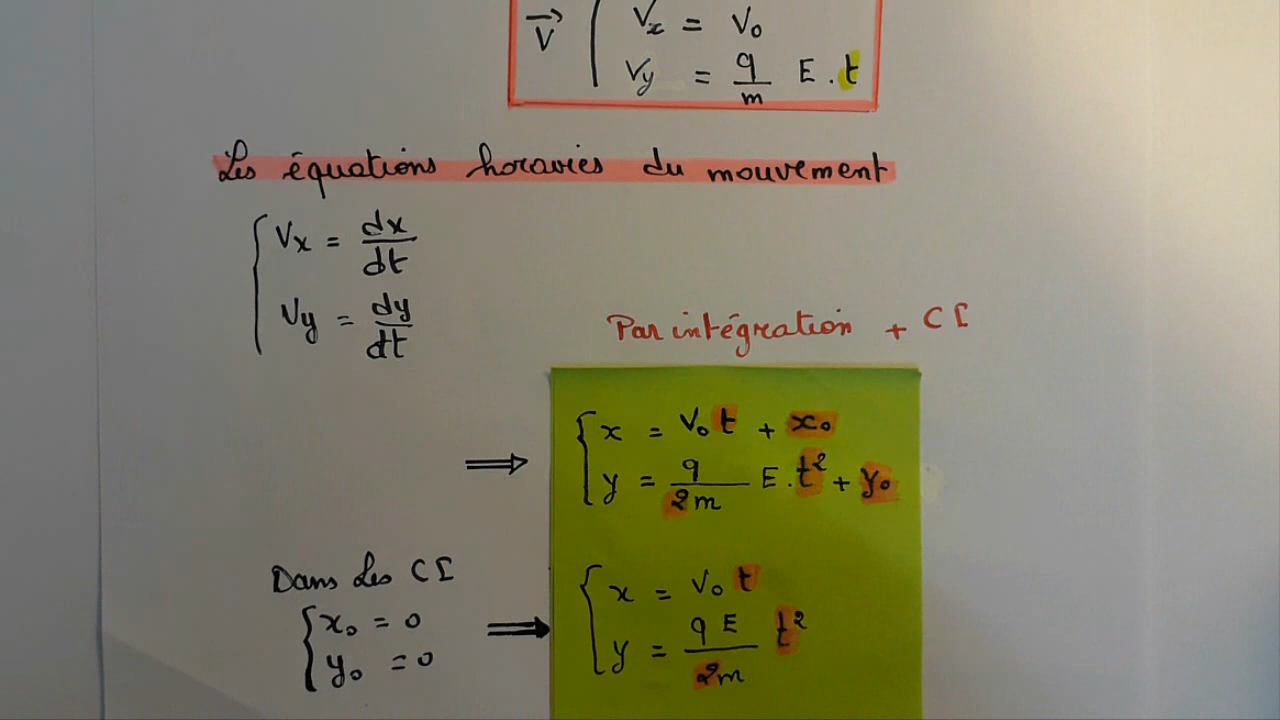 V⃗ { Vx = V₀
Vy = q/m E . t
Les équations horaires du mouvement
{ Vx = dx/dt
Vy = dy/dt
Par intégration + CI
⟹ { x = V₀ t + x₀
y = q/2m E . t² + y₀
Dans les CI
{ x₀ = 0
y₀ = 0
⟹ { x = V₀ t
y = q E/2m t²